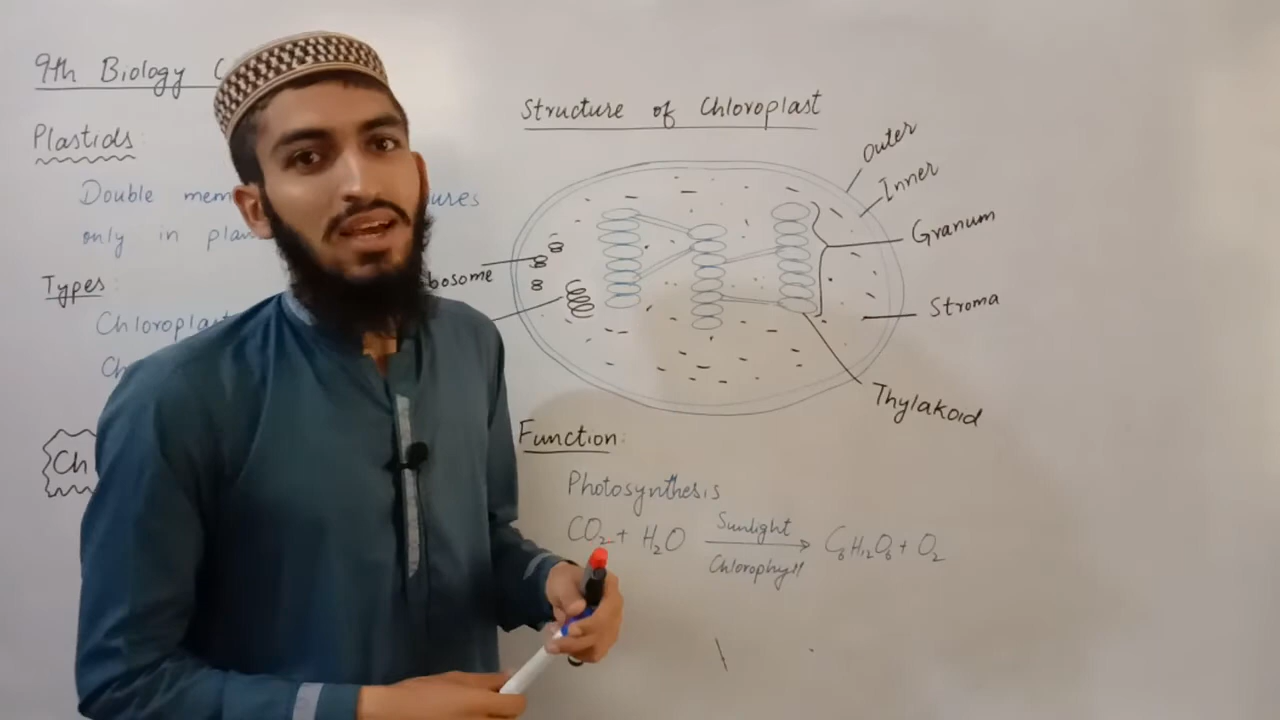 9th Biology
Plastids:
Double mem ures
only in plan
Types:
Chloroplast
Ch
Ch
Structure of Chloroplast
outer
Inner
Granum
Stroma
Thylakoid
bosome
Function:
Photosynthesis
CO₂ + H₂O Sunlight Chlorophyll C₆H₁₂O₆ + O₂